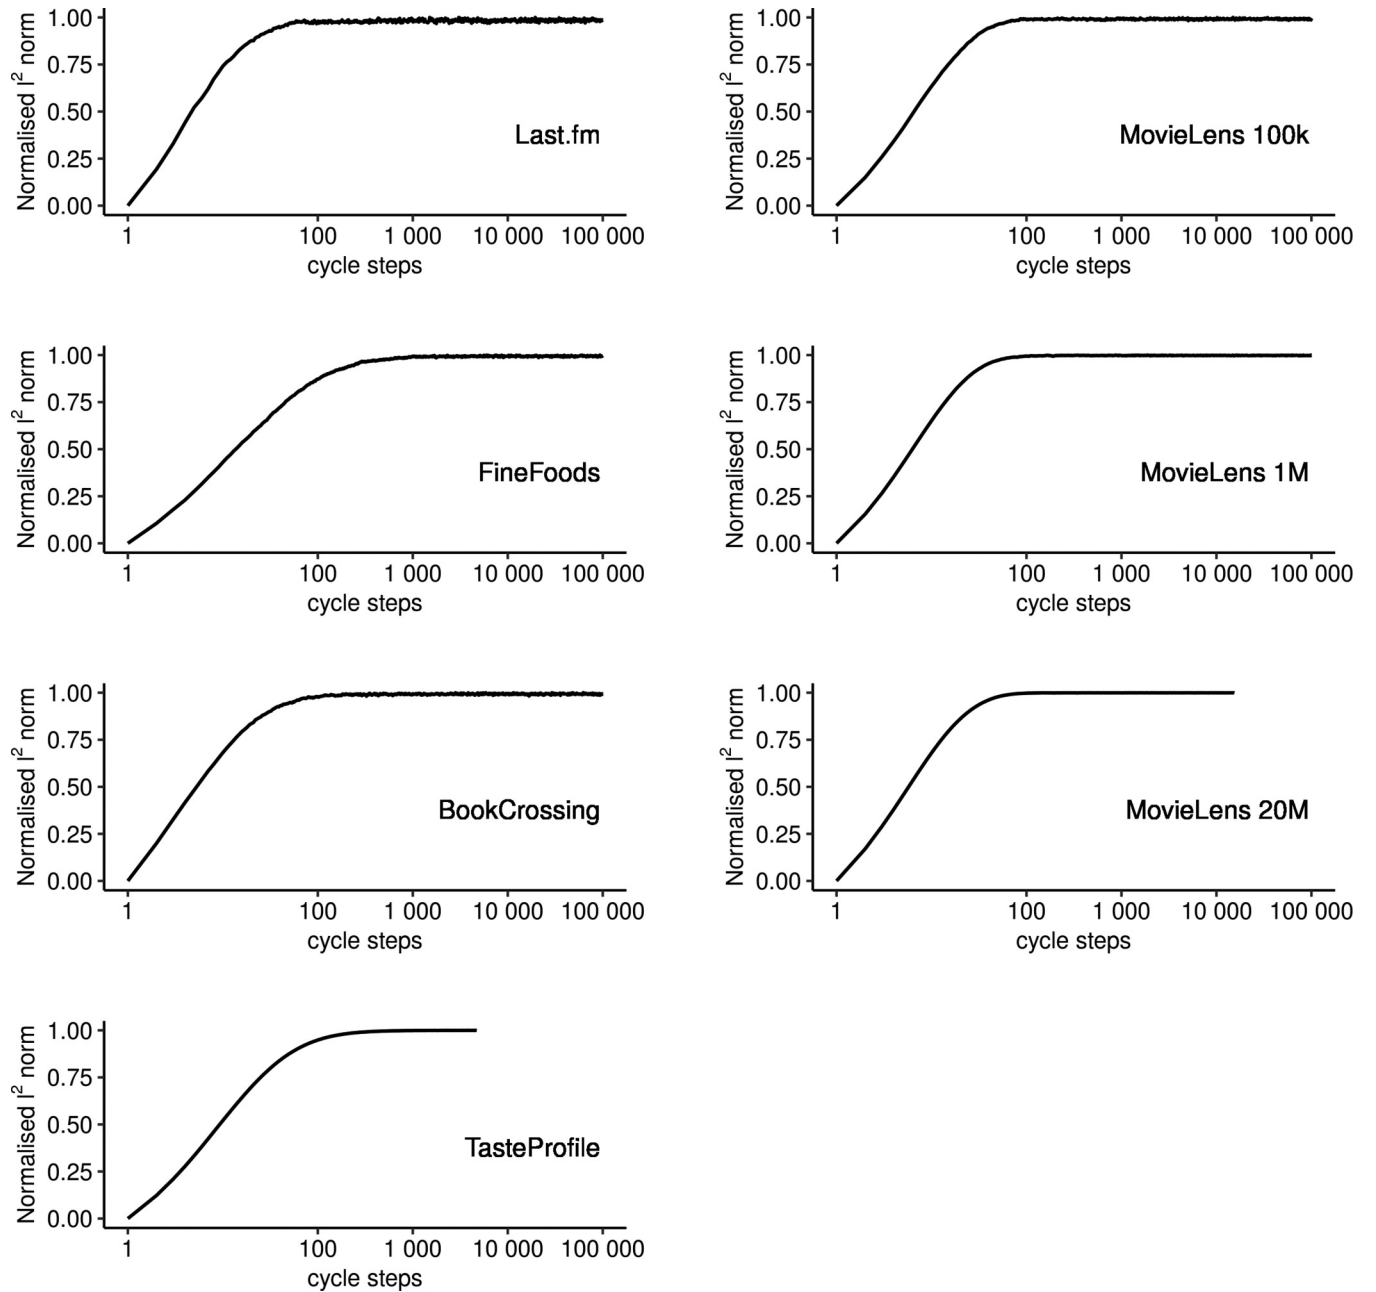 Normalised l² norm
1.00
0.75
0.50
0.25
0.00
Last.fm
1 100 1 000 10 000 100 000
cycle steps
Normalised l² norm
1.00
0.75
0.50
0.25
0.00
MovieLens 100k
1 100 1 000 10 000 100 000
cycle steps
Normalised l² norm
1.00
0.75
0.50
0.25
0.00
FineFoods
1 100 1 000 10 000 100 000
cycle steps
Normalised l² norm
1.00
0.75
0.50
0.25
0.00
MovieLens 1M
1 100 1 000 10 000 100 000
cycle steps
Normalised l² norm
1.00
0.75
0.50
0.25
0.00
BookCrossing
1 100 1 000 10 000 100 000
cycle steps
Normalised l² norm
1.00
0.75
0.50
0.25
0.00
MovieLens 20M
1 100 1 000 10 000 100 000
cycle steps
Normalised l² norm
1.00
0.75
0.50
0.25
0.00
TasteProfile
1 100 1 000 10 000 100 000
cycle steps